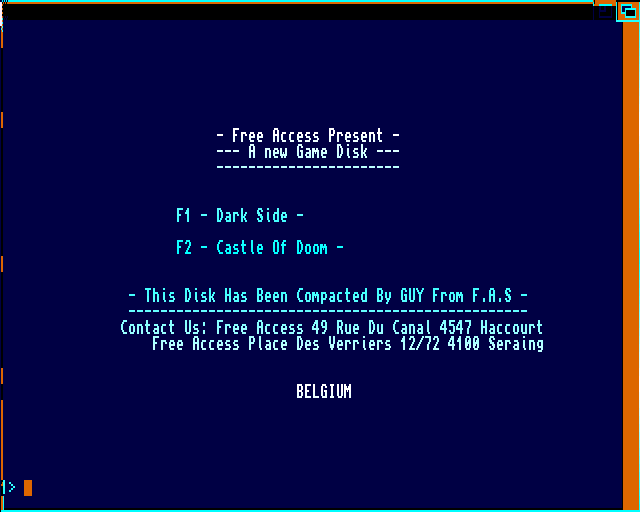 - Free Access Present -
--- A new Game Disk ---
-----------------------
F1 - Dark Side -
F2 - Castle Of Doom -
- This Disk Has Been Compacted By GUY From F.A.S -
--------------------------------------------------
Contact Us: Free Access 49 Rue Du Canal 4547 Haccourt
Free Access Place Des Verriers 12/72 4100 Seraing
BELGIUM
1>